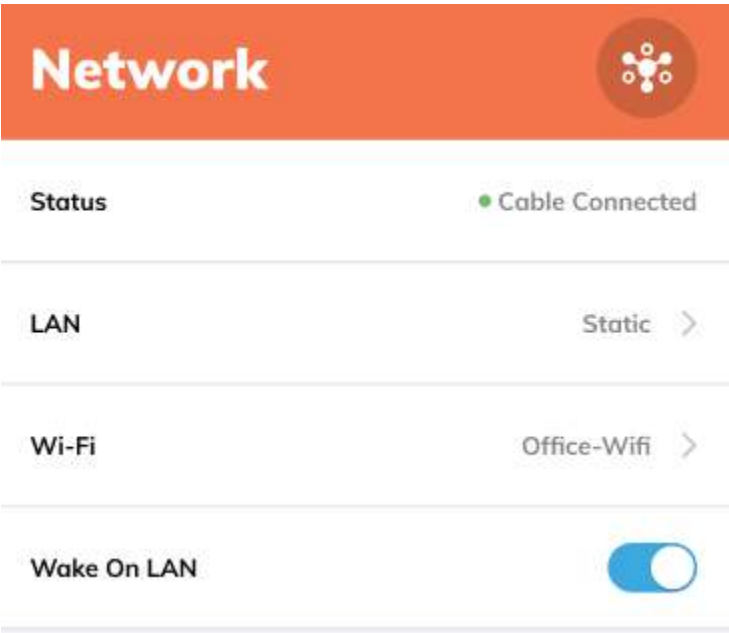 Network
Status Cable Connected
LAN Static
Wi-Fi Office-Wifi
Wake On LAN